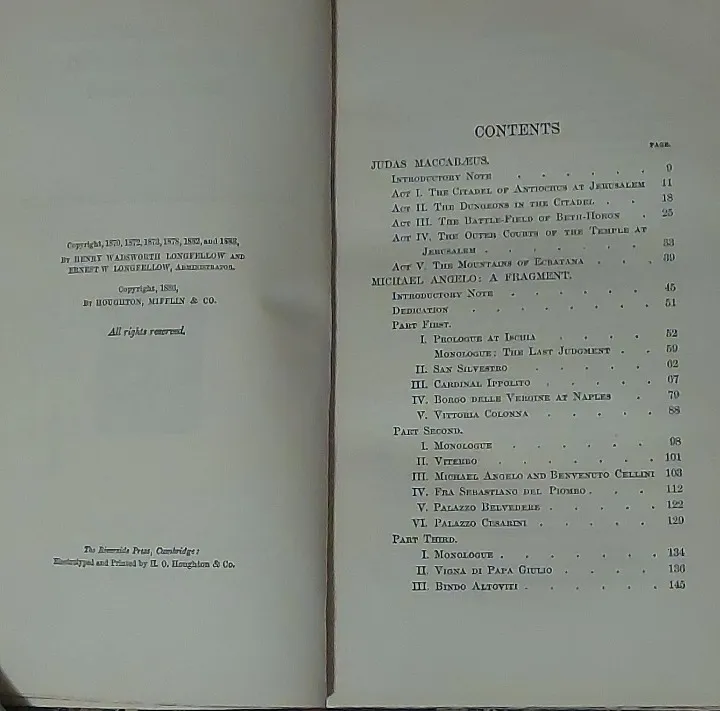 Copyright, 1870, 1872, 1873, 1878, 1882, and 1883,
BY HENRY WADSWORTH LONGFELLOW AND
ERNEST W LONGFELLOW, ADMINISTRATOR.
Copyright, 1886,
BY HOUGHTON, MIFFLIN & CO.
All rights reserved.
The Riverside Press, Cambridge:
Electrotyped and Printed by H. O. Houghton & Co.
CONTENTS
PAGE.
JUDAS MACCABÆUS.
INTRODUCTORY NOTE . . . . . . 9
ACT I. THE CITADEL OF ANTIOCHUS AT JERUSALEM 11
ACT II. THE DUNGEONS IN THE CITADEL . . 18
ACT III. THE BATTLE-FIELD OF BETH-HORON . 25
ACT IV. THE OUTER COURTS OF THE TEMPLE AT
JERUSALEM . . . . . . 33
ACT V. THE MOUNTAINS OF ECBATANA . . . 39
MICHAEL ANGELO: A FRAGMENT.
INTRODUCTORY NOTE . . . . . . 45
DEDICATION . . . . . . . 51
PART FIRST.
I. PROLOGUE AT ISCHIA . . . . 52
MONOLOGUE: THE LAST JUDGMENT . . 59
II. SAN SILVESTRO . . . . . 62
III. CARDINAL IPPOLITO . . . . . 67
IV. BORGO DELLE VERGINE AT NAPLES . 79
V. VITTORIA COLONNA . . . . . 88
PART SECOND.
I. MONOLOGUE . . . . . . 98
II. VITERBO . . . . . . . 101
III. MICHAEL ANGELO AND BENVENUTO CELLINI 103
IV. FRA SEBASTIANO DEL PIOMBO . . . 112
V. PALAZZO BELVEDERE . . . . . 122
VI. PALAZZO CESARINI . . . . . 129
PART THIRD.
I. MONOLOGUE . . . . . . . 134
II. VIGNA DI PAPA GIULIO . . . . 136
III. BINDO ALTOVITI . . . . . . 145